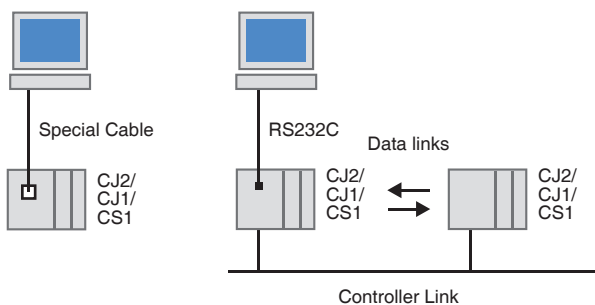 Special Cable
CJ2/
CJ1/
CS1
RS232C
Data links
CJ2/
CJ1/
CS1
CJ2/
CJ1/
CS1
Controller Link